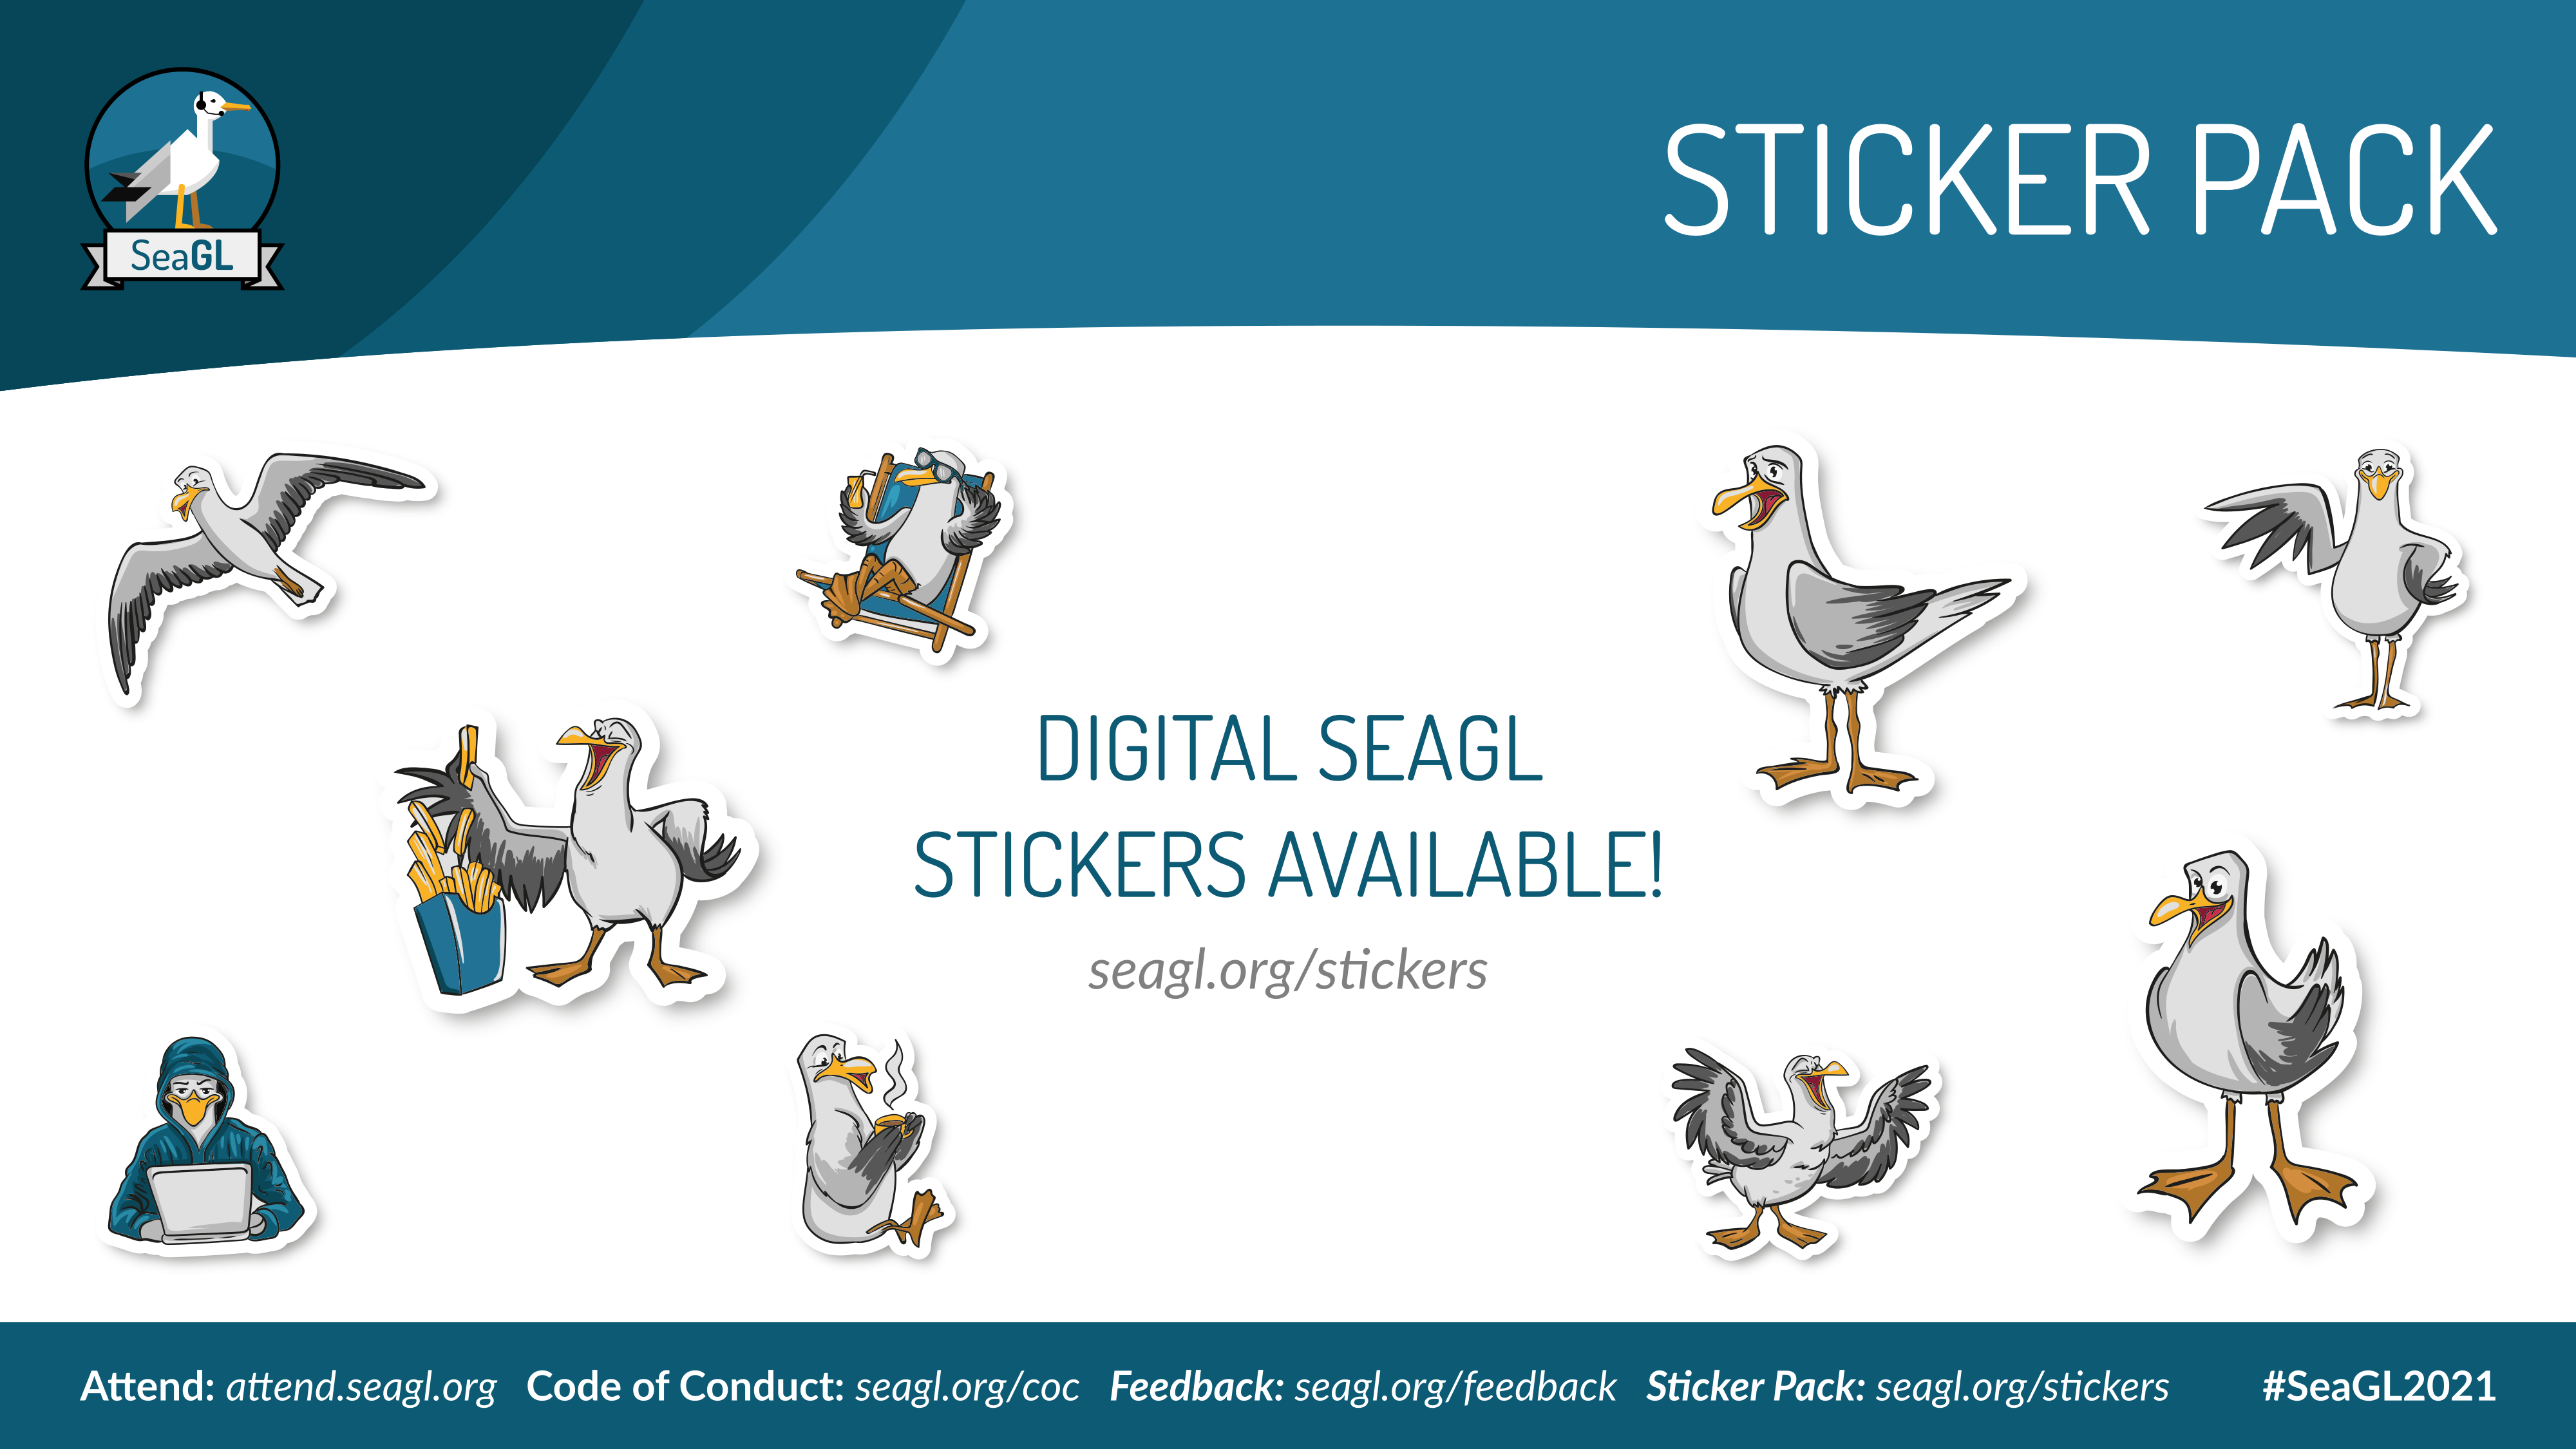 SeaGL
STICKER PACK
DIGITAL SEAGL
STICKERS AVAILABLE!
seagl.org/stickers
Attend: attend.seagl.org Code of Conduct: seagl.org/coc Feedback: seagl.org/feedback Sticker Pack: seagl.org/stickers #SeaGL2021